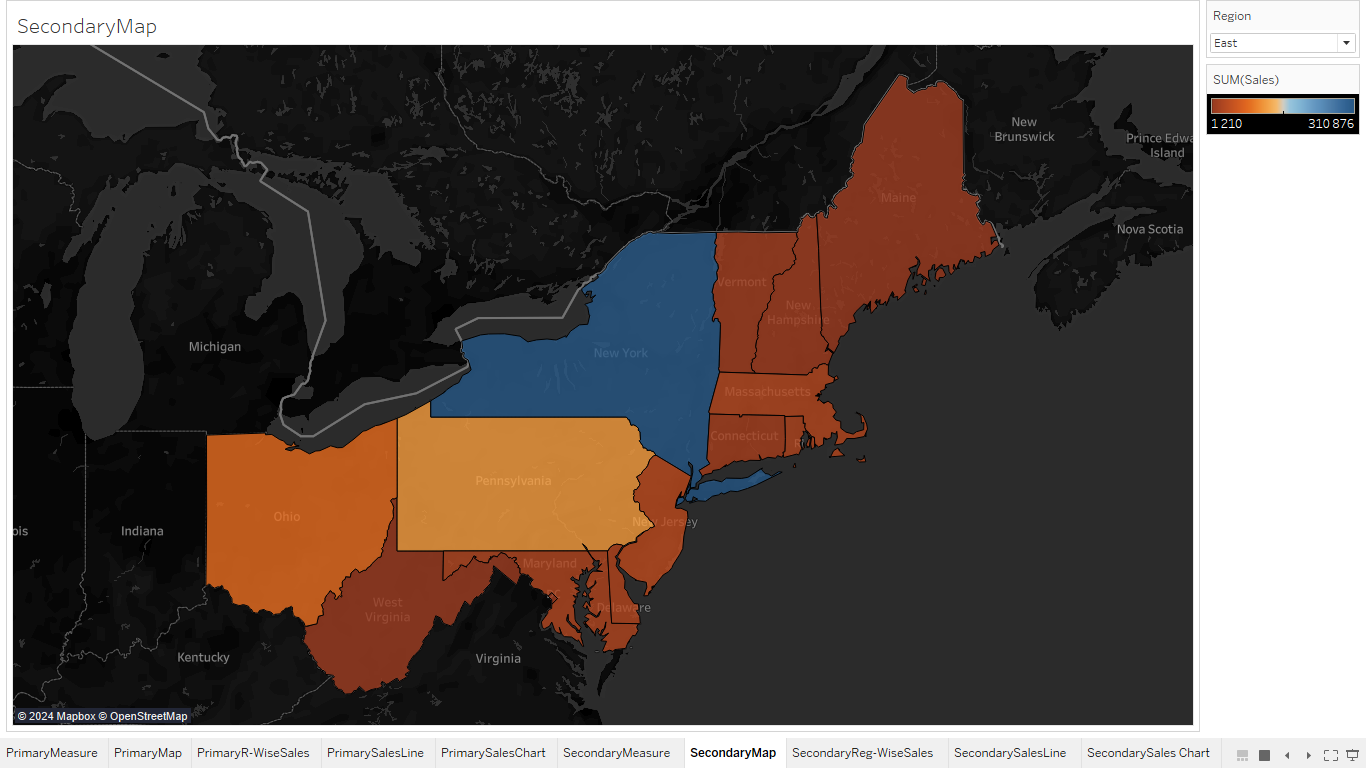 SecondaryMap
Region
East
SUM(Sales)
1 210
310 876
New
Brunswick
Prince Edwa
Island
Maine
Nova Scotia
Vermont
New
Hampshire
Michigan
New York
Massachusetts
Connecticut
Pennsylvania
Ohio
New Jersey
ois
Indiana
Maryland
West
Virginia
Delaware
Kentucky
Virginia
© 2024 Mapbox © OpenStreetMap
PrimaryMeasure
PrimaryMap
PrimaryR-WiseSales
PrimarySalesLine
PrimarySalesChart
SecondaryMeasure
SecondaryMap
SecondaryReg-WiseSales
SecondarySalesLine
SecondarySales Chart